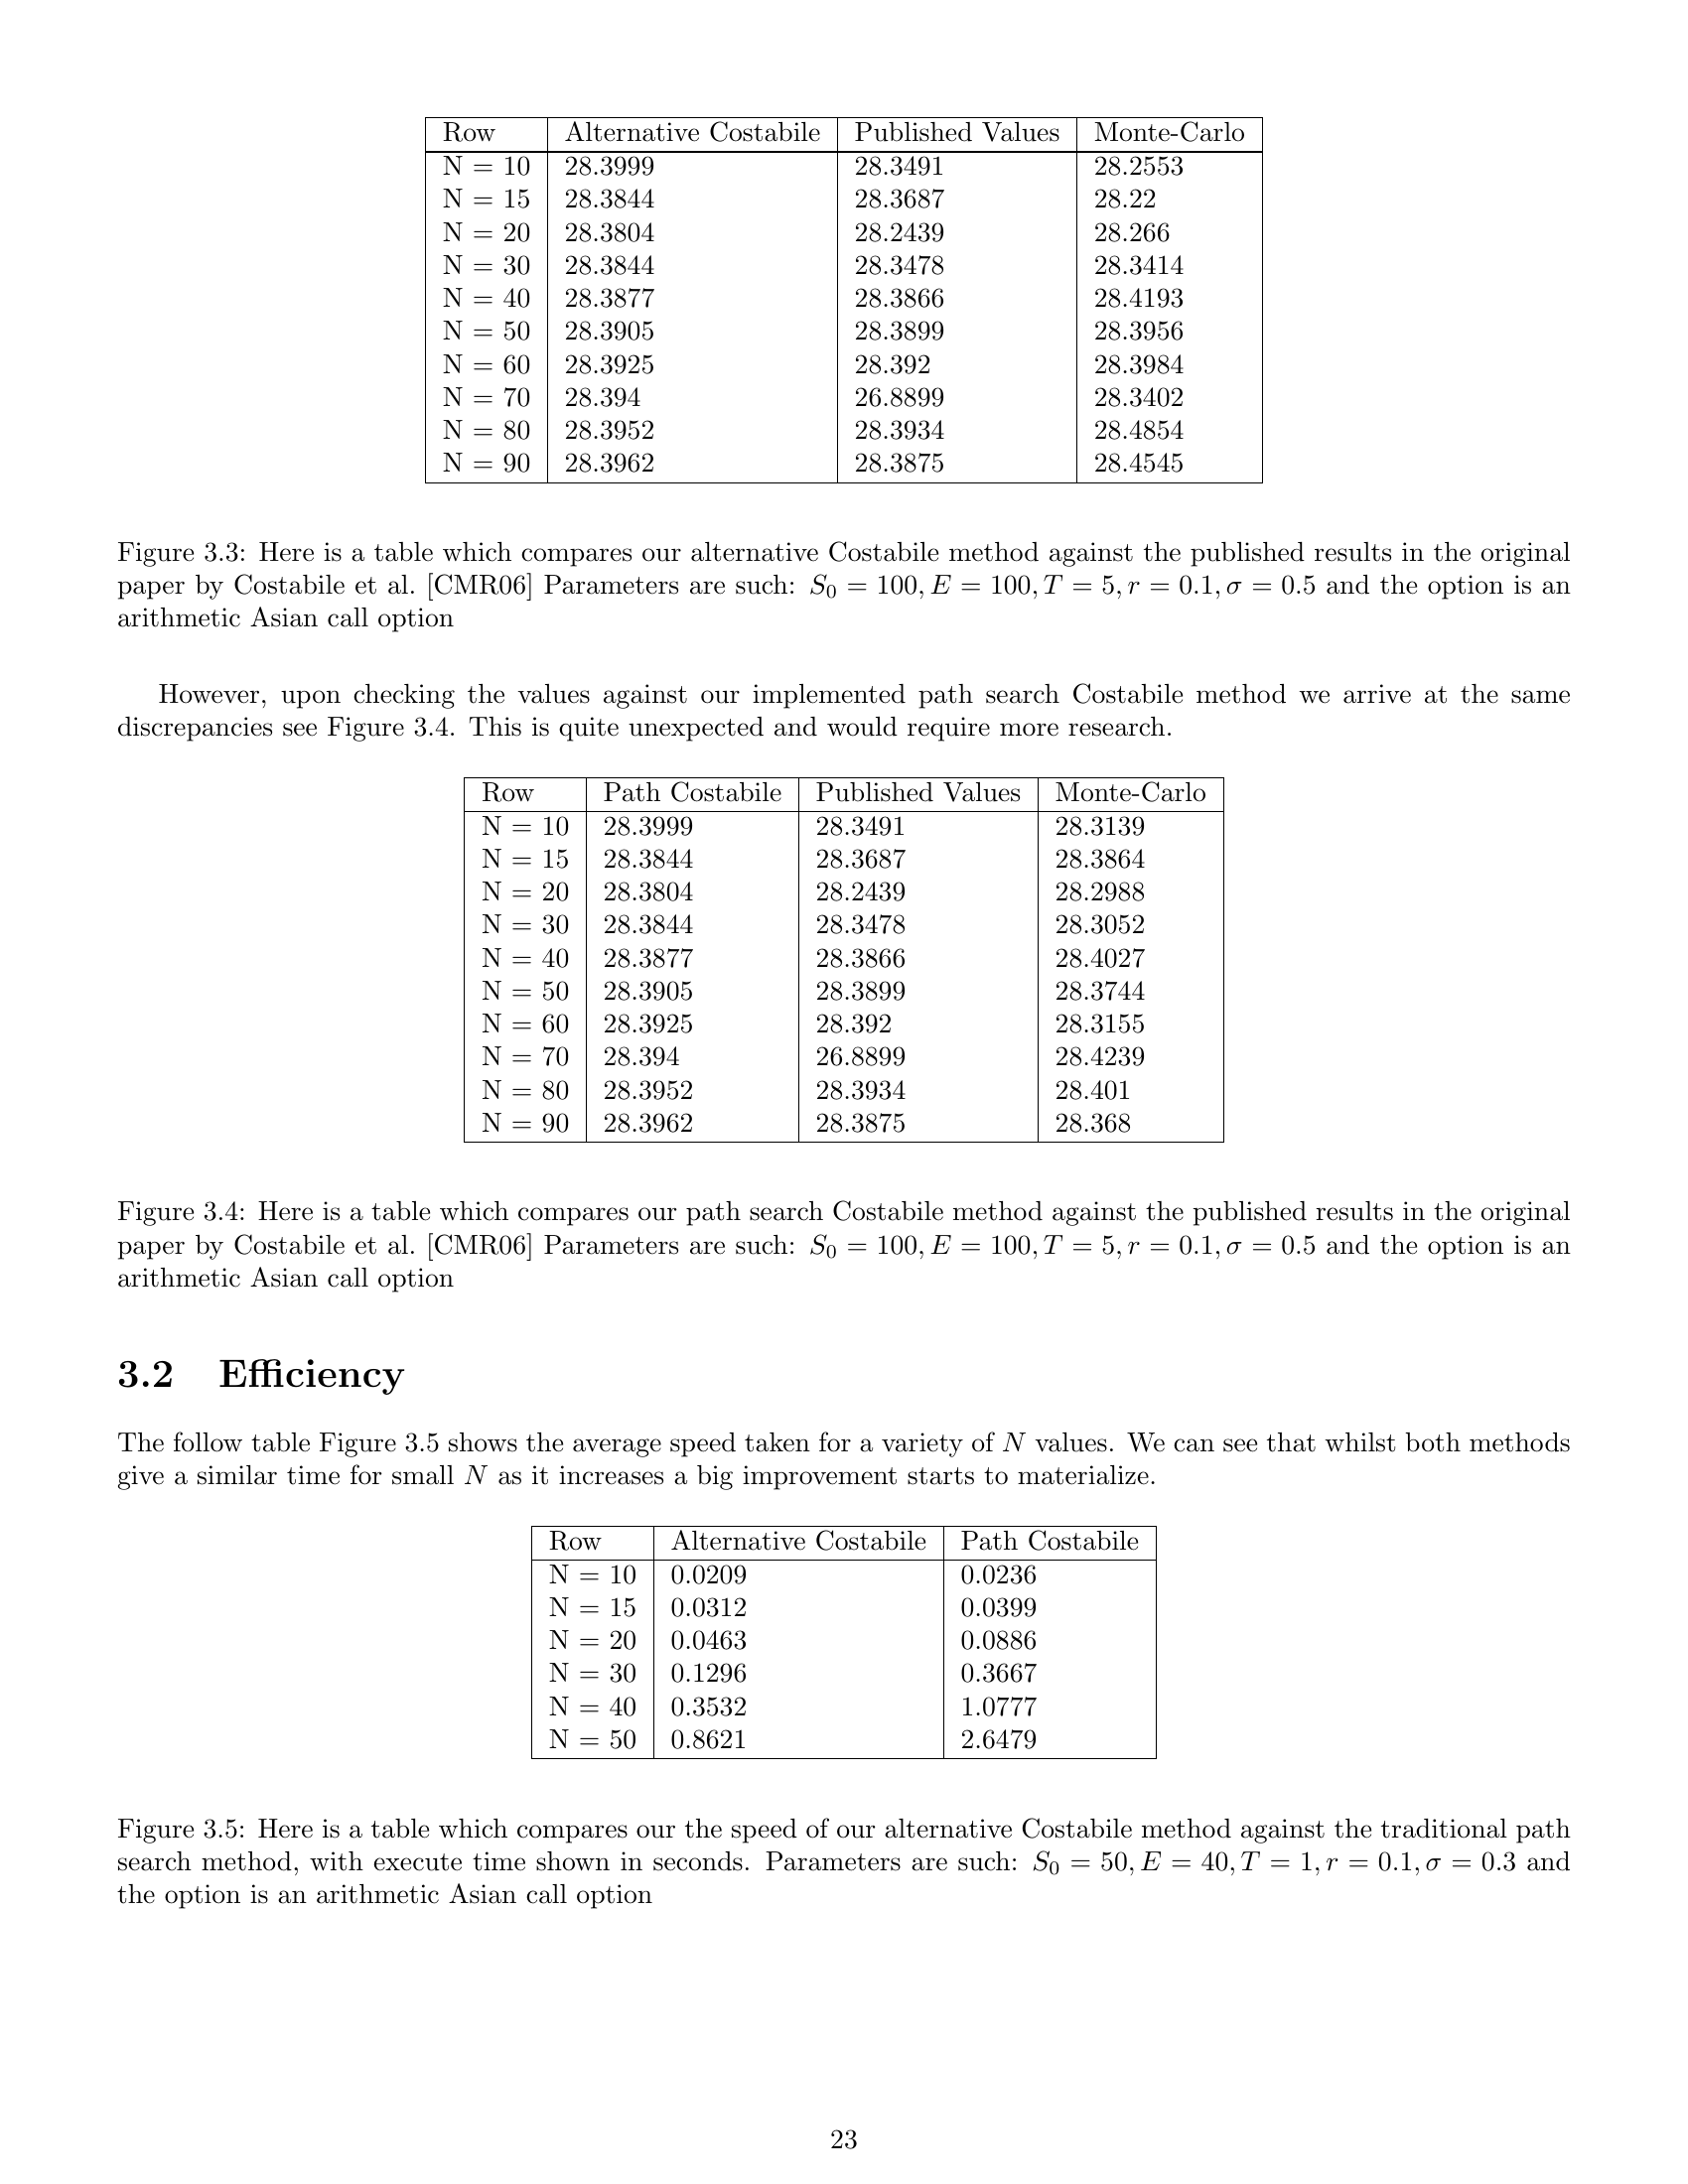 Row Alternative Costabile Published Values Monte-Carlo
N = 10 28.3999 28.3491 28.2553
N = 15 28.3844 28.3687 28.22
N = 20 28.3804 28.2439 28.266
N = 30 28.3844 28.3478 28.3414
N = 40 28.3877 28.3866 28.4193
N = 50 28.3905 28.3899 28.3956
N = 60 28.3925 28.392 28.3984
N = 70 28.394 26.8899 28.3402
N = 80 28.3952 28.3934 28.4854
N = 90 28.3962 28.3875 28.4545
Figure 3.3: Here is a table which compares our alternative Costabile method against the published results in the original
paper by Costabile et al. [CMR06] Parameters are such: S₀ = 100, E = 100, T = 5, r = 0.1, σ = 0.5 and the option is an
arithmetic Asian call option
However, upon checking the values against our implemented path search Costabile method we arrive at the same
discrepancies see Figure 3.4. This is quite unexpected and would require more research.
Row Path Costabile Published Values Monte-Carlo
N = 10 28.3999 28.3491 28.3139
N = 15 28.3844 28.3687 28.3864
N = 20 28.3804 28.2439 28.2988
N = 30 28.3844 28.3478 28.3052
N = 40 28.3877 28.3866 28.4027
N = 50 28.3905 28.3899 28.3744
N = 60 28.3925 28.392 28.3155
N = 70 28.394 26.8899 28.4239
N = 80 28.3952 28.3934 28.401
N = 90 28.3962 28.3875 28.368
Figure 3.4: Here is a table which compares our path search Costabile method against the published results in the original
paper by Costabile et al. [CMR06] Parameters are such: S₀ = 100, E = 100, T = 5, r = 0.1, σ = 0.5 and the option is an
arithmetic Asian call option
3.2 Efficiency
The follow table Figure 3.5 shows the average speed taken for a variety of N values. We can see that whilst both methods
give a similar time for small N as it increases a big improvement starts to materialize.
Row Alternative Costabile Path Costabile
N = 10 0.0209 0.0236
N = 15 0.0312 0.0399
N = 20 0.0463 0.0886
N = 30 0.1296 0.3667
N = 40 0.3532 1.0777
N = 50 0.8621 2.6479
Figure 3.5: Here is a table which compares our the speed of our alternative Costabile method against the traditional path
search method, with execute time shown in seconds. Parameters are such: S₀ = 50, E = 40, T = 1, r = 0.1, σ = 0.3 and
the option is an arithmetic Asian call option
23